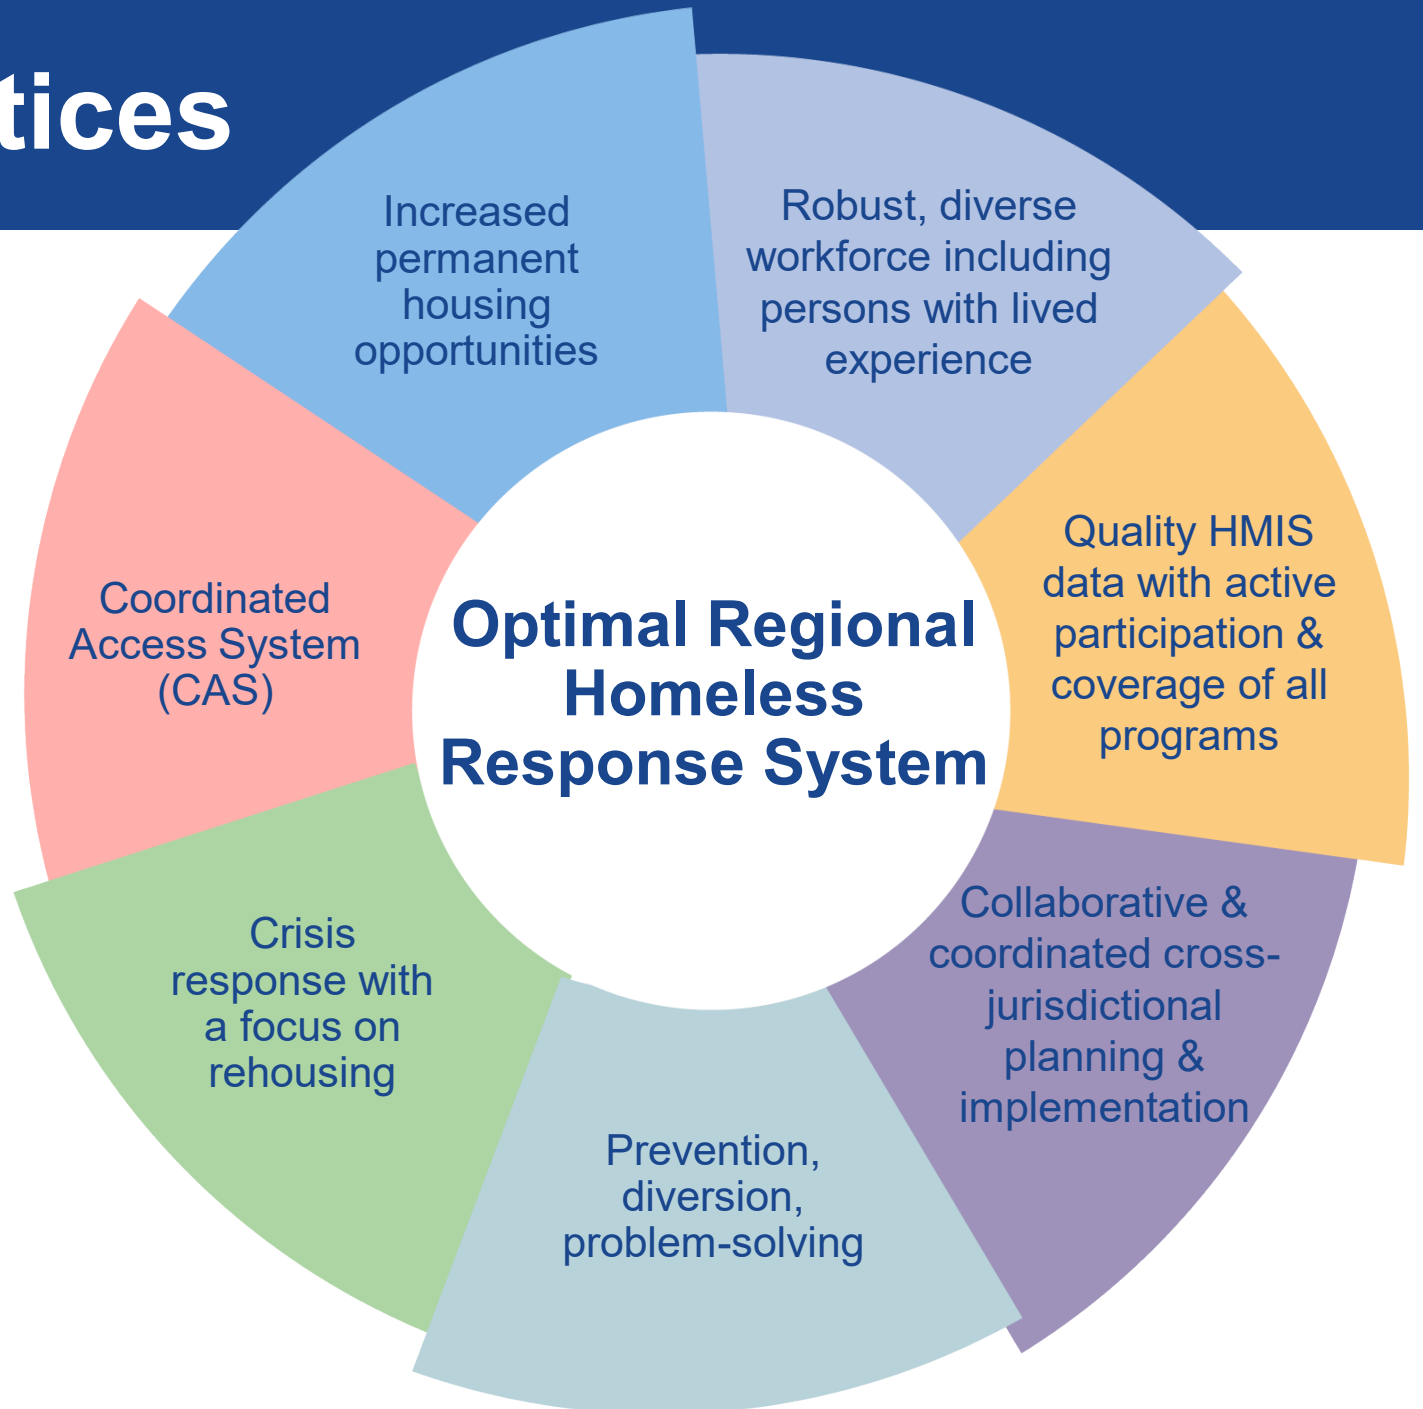 tices
Increased
permanent
housing
opportunities
Robust, diverse
workforce including
persons with lived
experience
Quality HMIS
data with active
participation &
coverage of all
programs
Collaborative &
coordinated cross-
jurisdictional
planning &
implementation
Prevention,
diversion,
problem-solving
Crisis
response with
a focus on
rehousing
Coordinated
Access System
(CAS)
Optimal Regional
Homeless
Response System